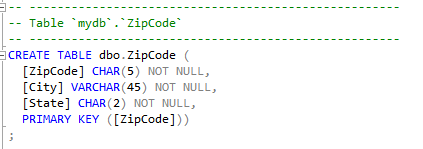 -- -----------------------------------------------------
-- Table `mydb`.`ZipCode`
-- -----------------------------------------------------
CREATE TABLE dbo.ZipCode (
  [ZipCode] CHAR(5) NOT NULL,
  [City] VARCHAR(45) NOT NULL,
  [State] CHAR(2) NOT NULL,
  PRIMARY KEY ([ZipCode]))
;